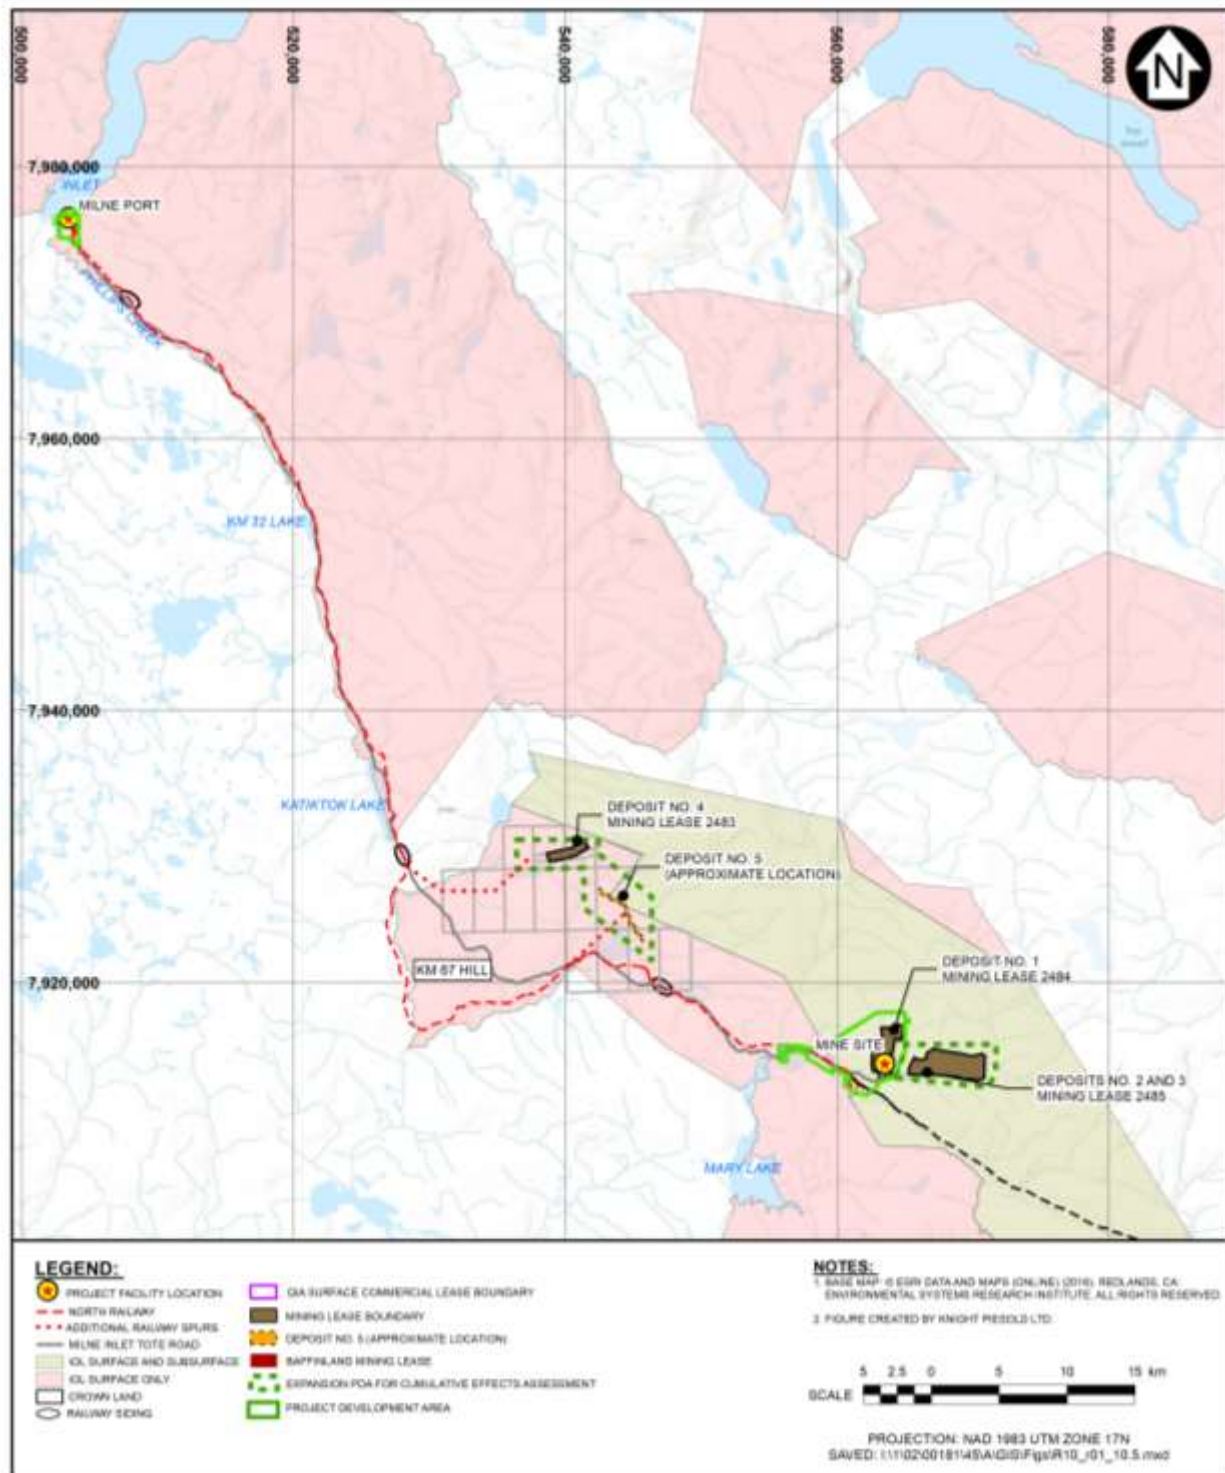 500,000
520,000
540,000
560,000
580,000
N
7,980,000
INLET
MILNE PORT
PHILLIPS CREEK
7,960,000
KM 32 LAKE
7,940,000
KATIKTOK LAKE
DEPOSIT NO. 4
MINING LEASE 2483
DEPOSIT NO. 5
(APPROXIMATE LOCATION)
KM 67 HILL
7,920,000
DEPOSIT NO. 1
MINING LEASE 2484
MINE SITE
DEPOSITS NO. 2 AND 3
MINING LEASE 2485
MARY LAKE
LEGEND:
PROJECT FACILITY LOCATION
NORTH RAILWAY
ADDITIONAL RAILWAY SPURS
MILNE INLET TOTE ROAD
IOL SURFACE AND SUBSURFACE
IOL SURFACE ONLY
CROWN LAND
RAILWAY SIDING
QIA SURFACE COMMERCIAL LEASE BOUNDARY
MINING LEASE BOUNDARY
DEPOSIT NO. 5 (APPROXIMATE LOCATION)
BAFFINLAND MINING LEASE
EXPANSION PDA FOR CUMULATIVE EFFECTS ASSESSMENT
PROJECT DEVELOPMENT AREA
NOTES:
1. BASE MAP: © ESRI DATA AND MAPS (ONLINE) (2016), REDLANDS, CA:
ENVIRONMENTAL SYSTEMS RESEARCH INSTITUTE. ALL RIGHTS RESERVED.
2. FIGURE CREATED BY KNIGHT PIESOLD LTD.
5 2.5 0 5 10 15 km
SCALE
PROJECTION: NAD 1983 UTM ZONE 17N